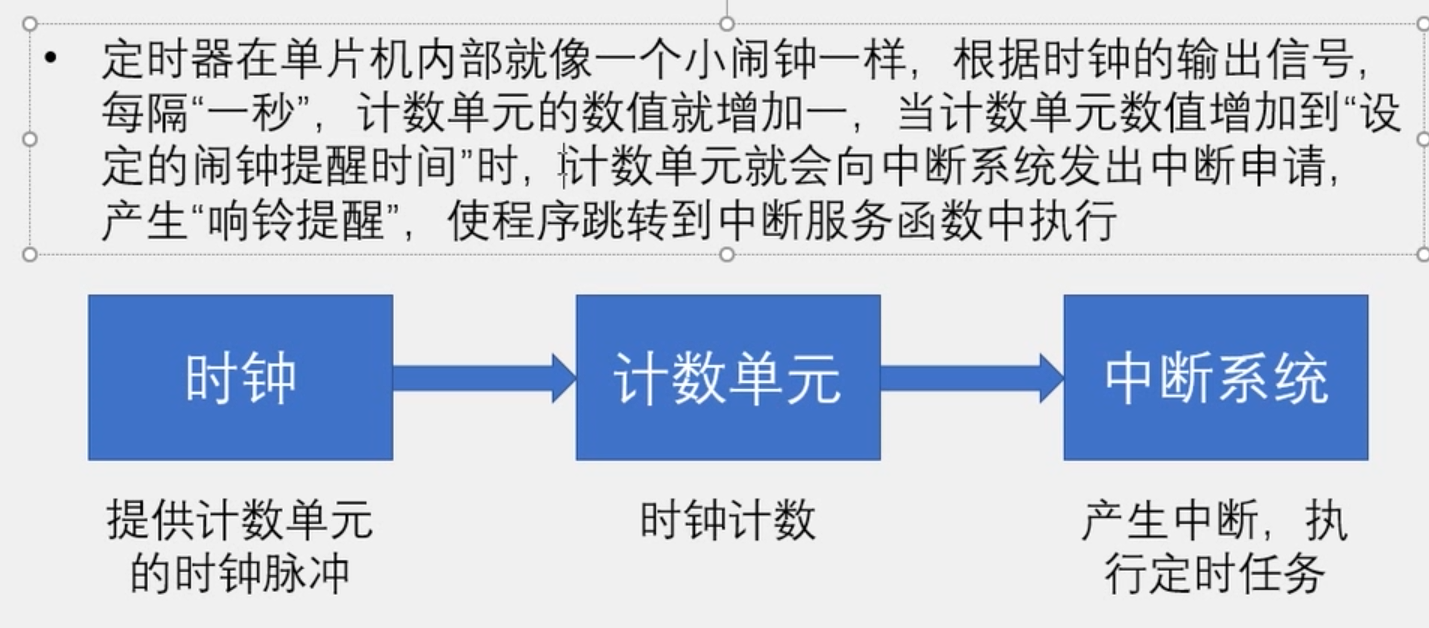 • 定时器在单片机内部就像一个小闹钟一样，根据时钟的输出信号，
每隔“一秒”，计数单元的数值就增加一，当计数单元数值增加到“设
定的闹钟提醒时间”时，计数单元就会向中断系统发出中断申请，
产生“响铃提醒”，使程序跳转到中断服务函数中执行
时钟
计数单元
中断系统
提供计数单元
的时钟脉冲
时钟计数
产生中断，执
行定时任务